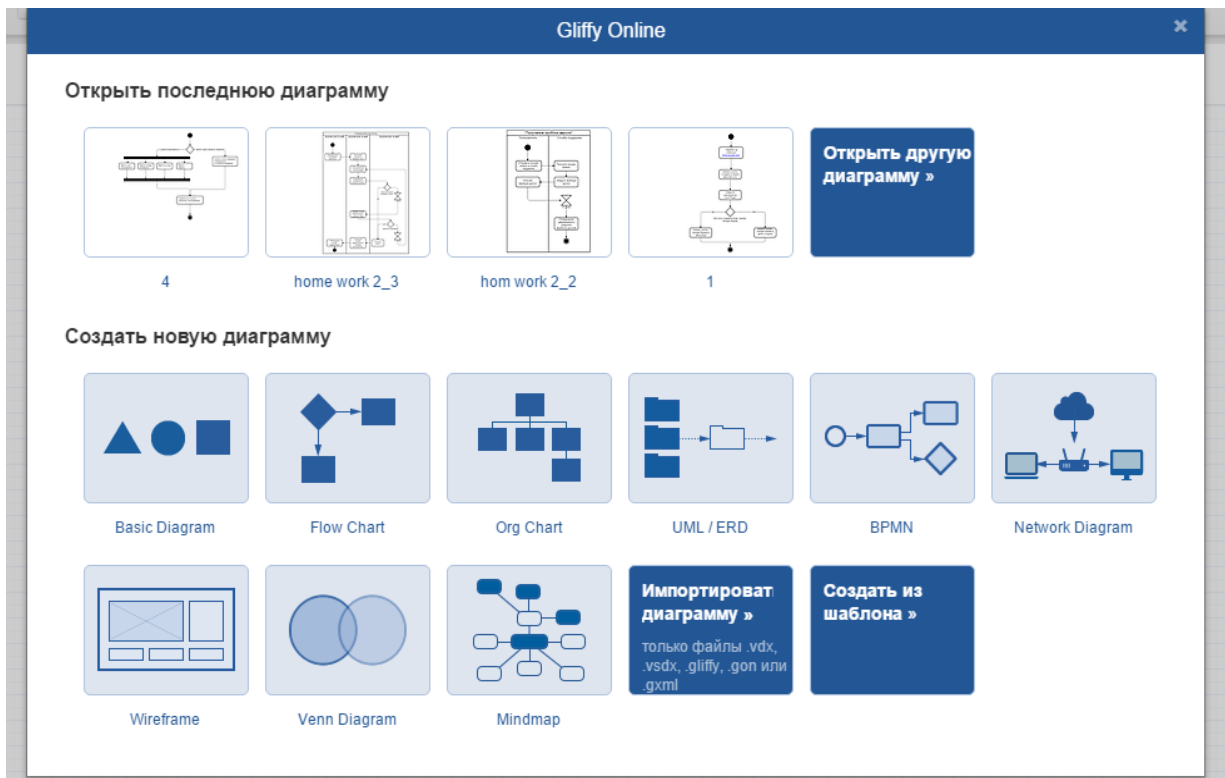 Gliffy Online
Открыть последнюю диаграмму
Открыть другую
диаграмму »
4
home work 2_3
hom work 2_2
1
Создать новую диаграмму
Basic Diagram
Flow Chart
Org Chart
UML / ERD
BPMN
Network Diagram
Импортироват
диаграмму »
только файлы .vdx,
.vsdx, .gliffy, .gon или
.gxml
Создать из
шаблона »
Wireframe
Venn Diagram
Mindmap